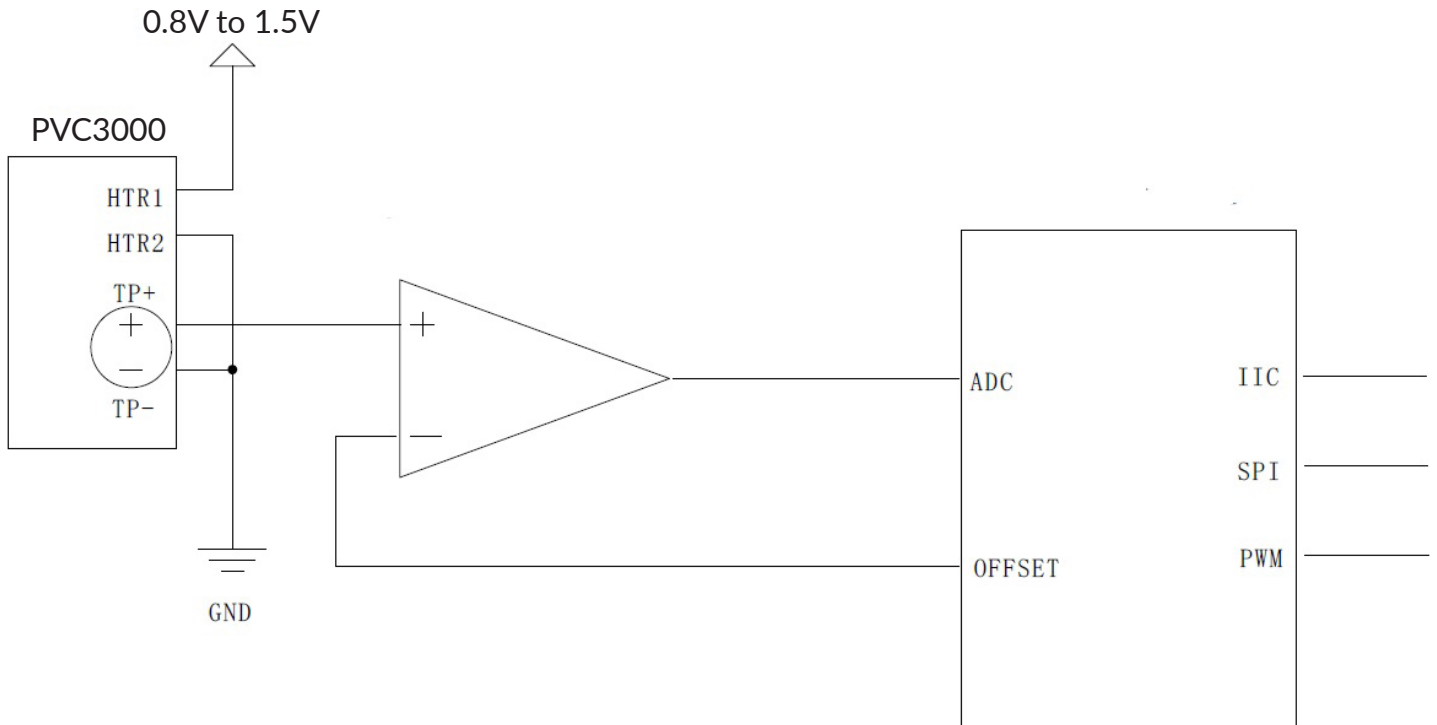 0.8V to 1.5V
PVC3000
HTR1
HTR2
TP+
+
−
TP-
+
−
ADC
OFFSET
IIC
SPI
PWM
GND